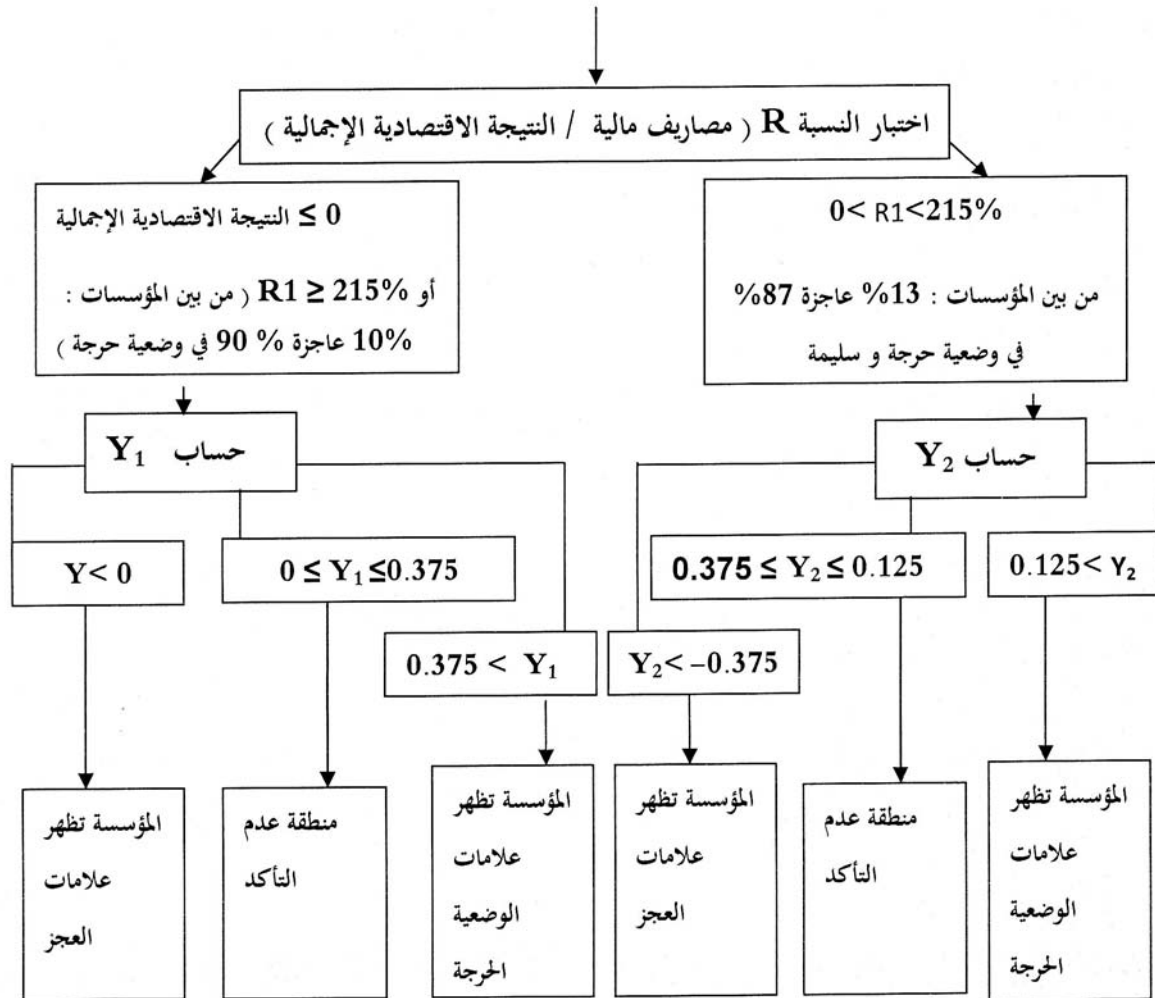 اختبار النسبة R ( مصاريف مالية / النتيجة الاقتصادية الإجمالية )
0< R1<215%
من بين المؤسسات : 13% عاجزة 87%
في وضعية حرجة و سليمة
0 ≥ النتيجة الاقتصادية الإجمالية
أو R1 ≥ 215% ( من بين المؤسسات :
10% عاجزة % 90 في وضعية حرجة )
حساب Y₂
حساب Y₁
0.125< Y₂
0.375 ≤ Y₂ ≤ 0.125
Y₂< −0.375
0.375 < Y₁
0 ≤ Y₁ ≤0.375
Y< 0
المؤسسة تظهر
علامات
الوضعية
الحرجة
منطقة عدم
التأكد
المؤسسة تظهر
علامات
العجز
المؤسسة تظهر
علامات
الوضعية
الحرجة
منطقة عدم
التأكد
المؤسسة تظهر
علامات
العجز